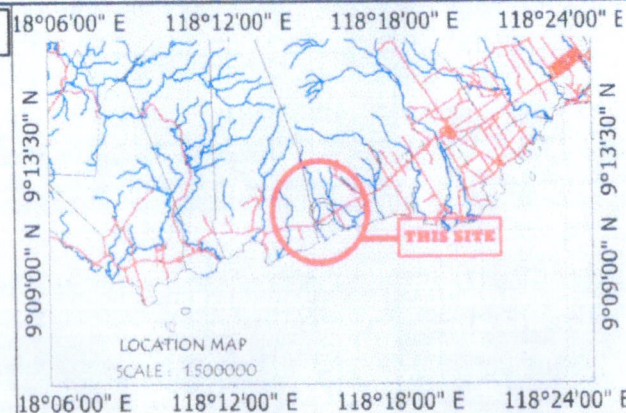 18°06'00" E 118°12'00" E 118°18'00" E 118°24'00" E
9°13'30" N
9°13'30" N
9°09'00" N
9°09'00" N
THIS SITE
LOCATION MAP
SCALE : 1:500000
18°06'00" E 118°12'00" E 118°18'00" E 118°24'00" E